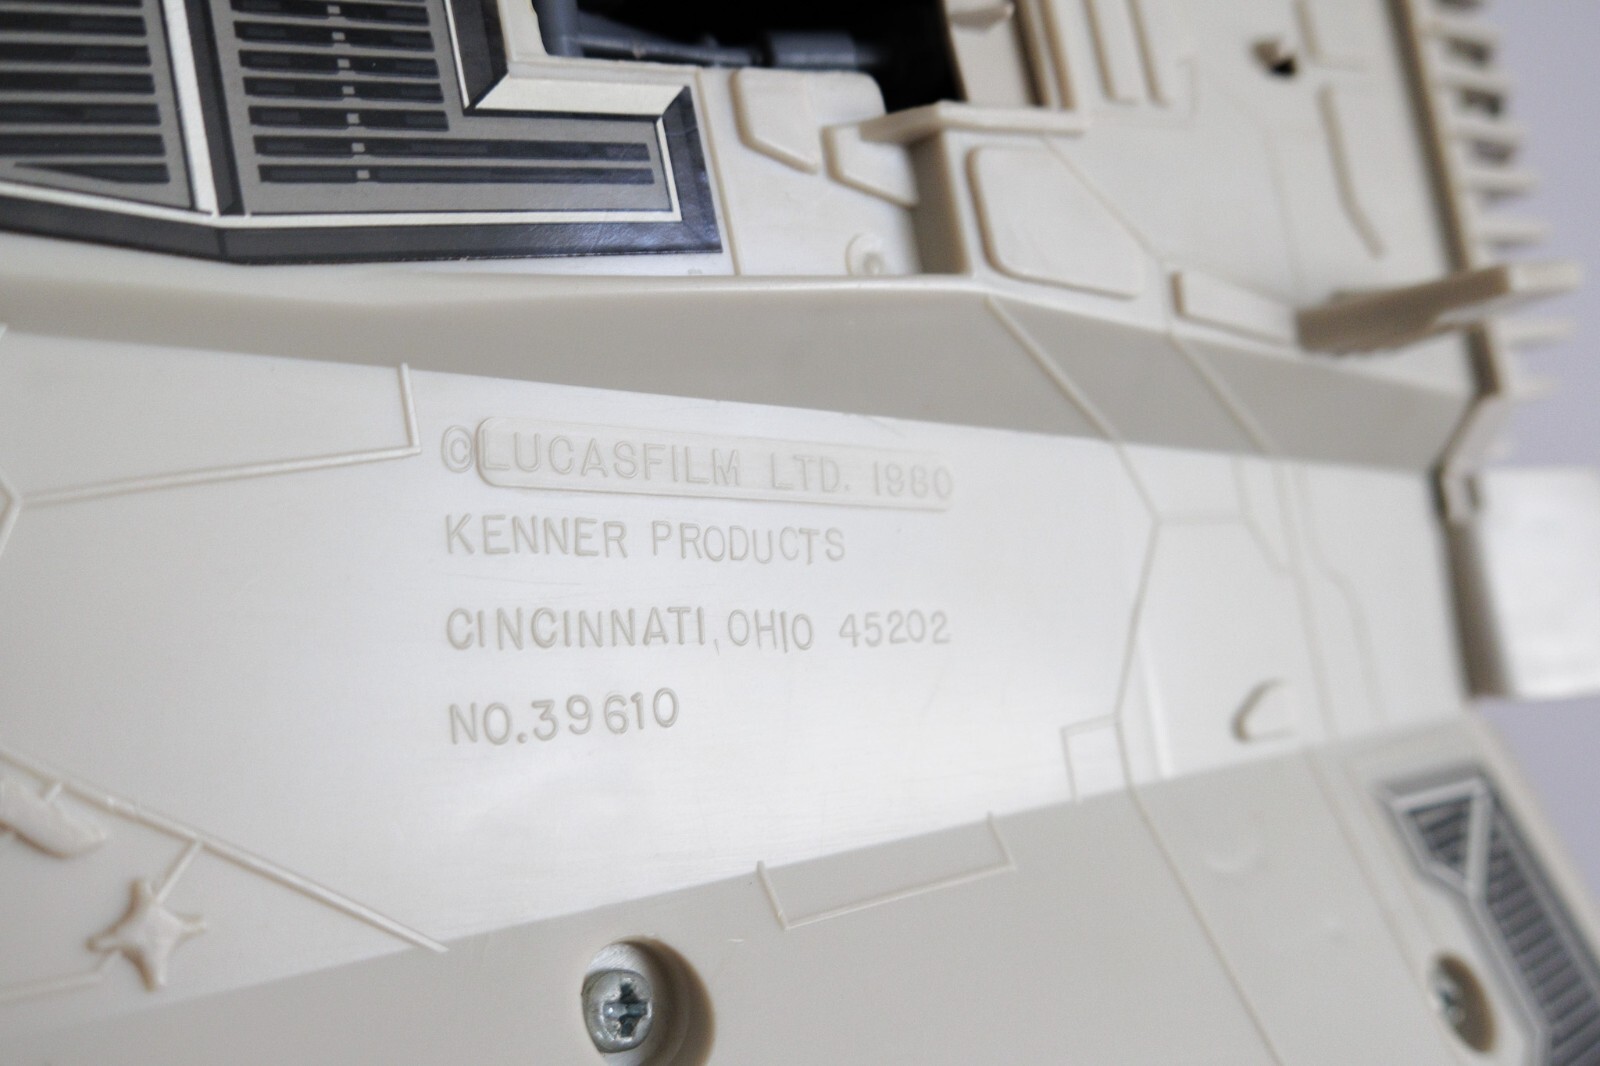 ©LUCASFILM LTD. 1980
KENNER PRODUCTS
CINCINNATI, OHIO 45202
NO.39610